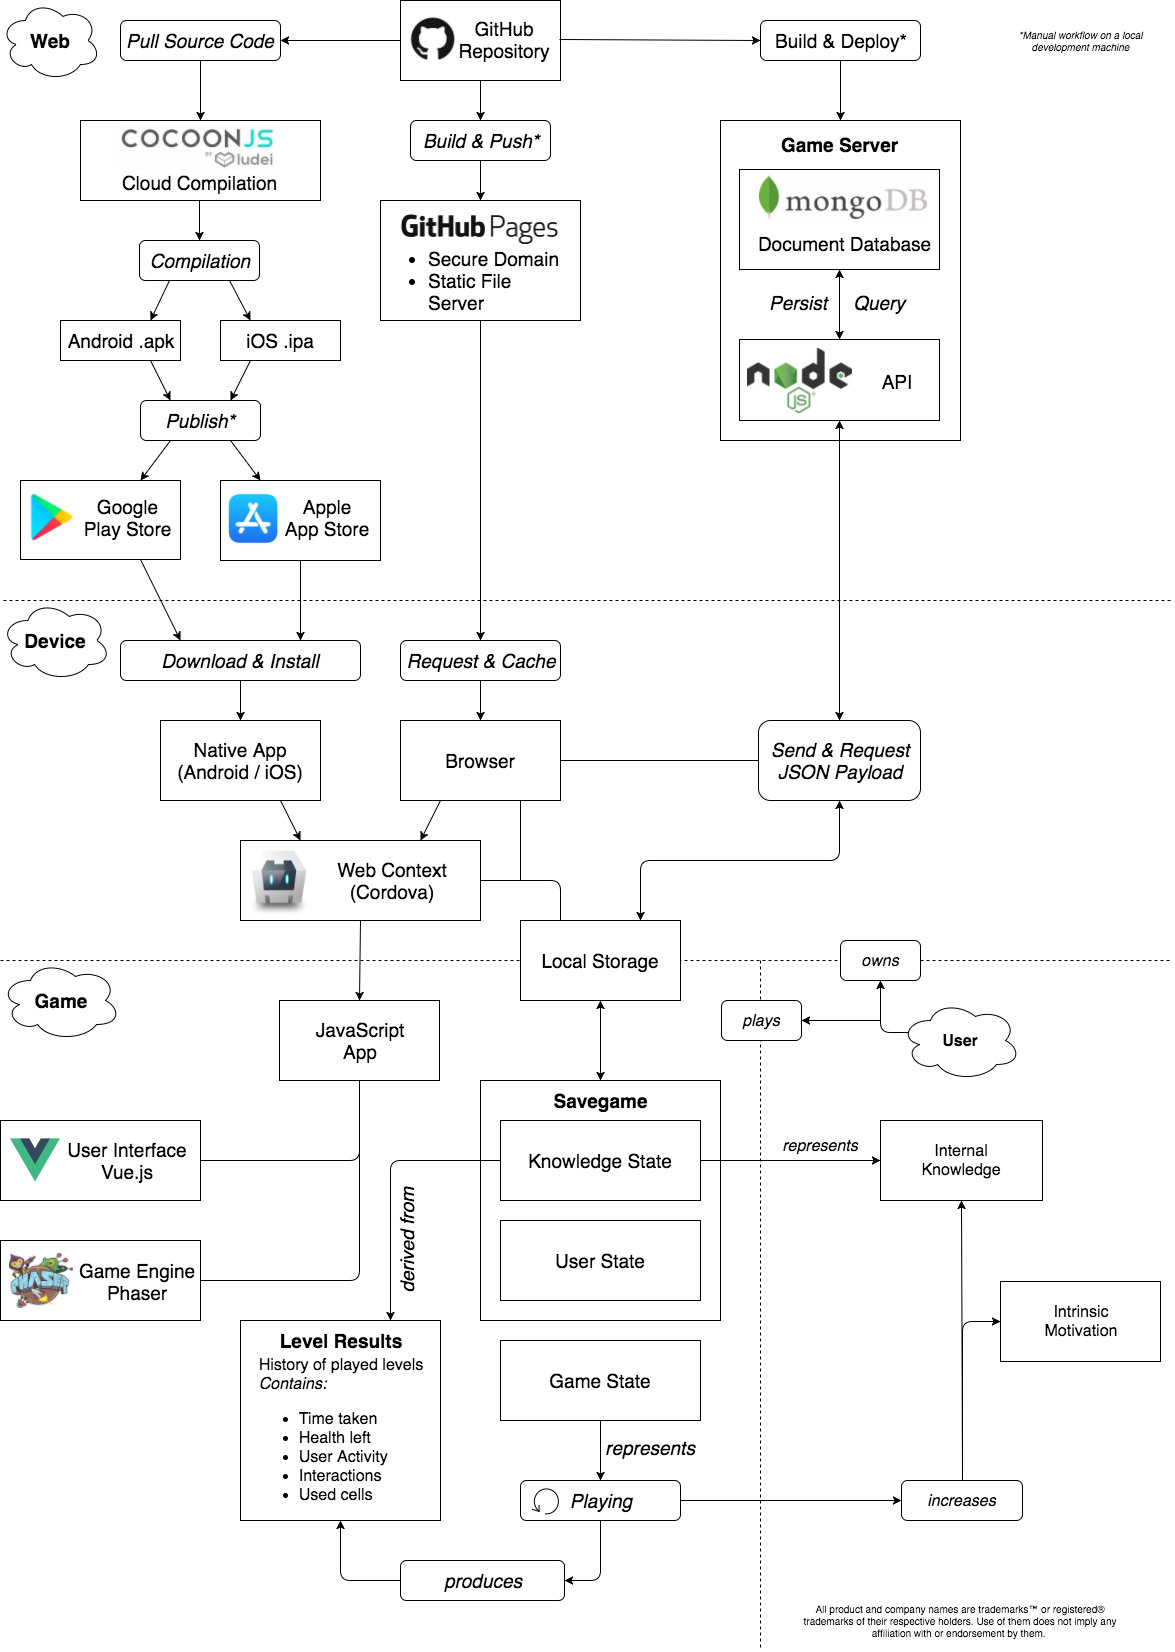 Web
Pull Source Code
GitHub
Repository
Build & Deploy*
*Manual workflow on a local
development machine
COCOONJS
BY ludei
Cloud Compilation
Build & Push*
Game Server
mongoDB
Document Database
GitHub Pages
• Secure Domain
• Static File
Server
Compilation
Persist Query
Android .apk
iOS .ipa
node
JS
API
Publish*
Google
Play Store
Apple
App Store
Device
Download & Install
Request & Cache
Native App
(Android / iOS)
Browser
Send & Request
JSON Payload
Web Context
(Cordova)
Local Storage
owns
Game
plays
User
JavaScript
App
Savegame
User Interface
Vue.js
Knowledge State
represents
Internal
Knowledge
derived from
User State
Game Engine
Phaser
PHASER
Level Results
History of played levels
Contains:
• Time taken
• Health left
• User Activity
• Interactions
• Used cells
Game State
Intrinsic
Motivation
represents
Playing
increases
produces
All product and company names are trademarks™ or registered®
trademarks of their respective holders. Use of them does not imply any
affiliation with or endorsement by them.